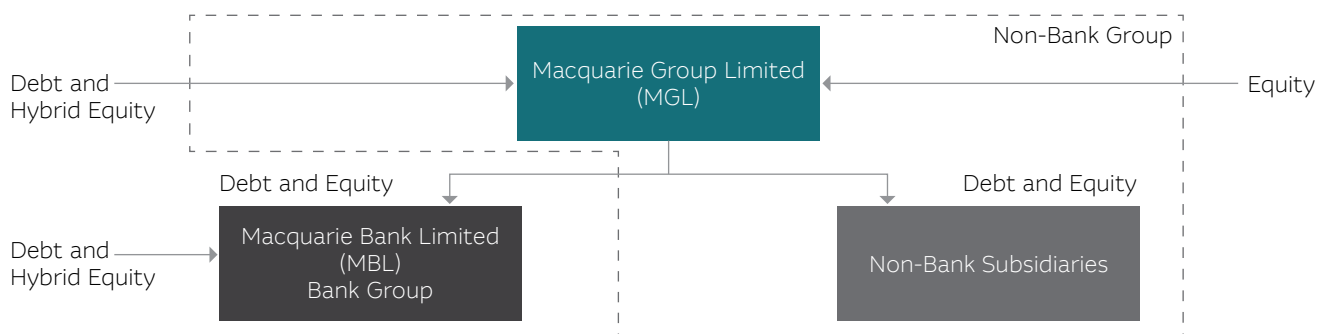 Non-Bank Group
Debt and
Hybrid Equity
Macquarie Group Limited
(MGL)
Equity
Debt and Equity
Debt and Equity
Debt and
Hybrid Equity
Macquarie Bank Limited
(MBL)
Bank Group
Non-Bank Subsidiaries